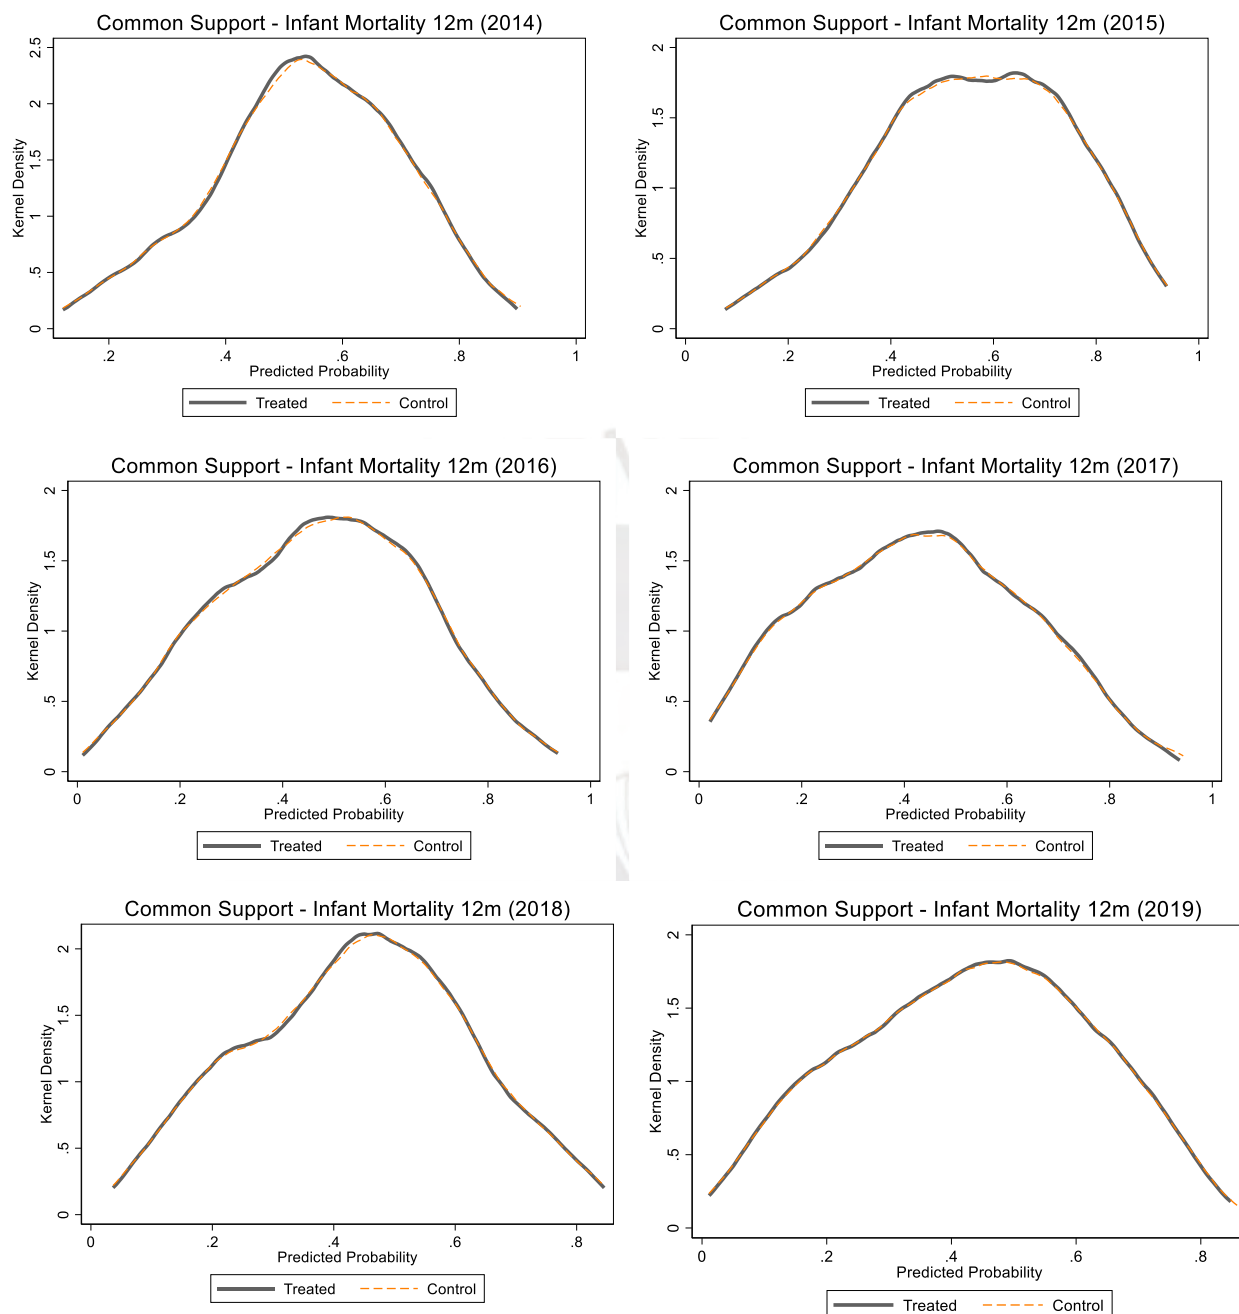 Common Support - Infant Mortality 12m (2014)
2.5
2
1.5
1
.5
0
Kernel Density
.2 .4 .6 .8 1
Predicted Probability
Treated Control
Common Support - Infant Mortality 12m (2015)
2
1.5
1
.5
0
Kernel Density
0 .2 .4 .6 .8 1
Predicted Probability
Treated Control
Common Support - Infant Mortality 12m (2016)
2
1.5
1
.5
0
Kernel Density
0 .2 .4 .6 .8 1
Predicted Probability
Treated Control
Common Support - Infant Mortality 12m (2017)
2
1.5
1
.5
0
Kernel Density
0 .2 .4 .6 .8 1
Predicted Probability
Treated Control
Common Support - Infant Mortality 12m (2018)
2
1.5
1
.5
0
Kernel Density
0 .2 .4 .6 .8
Predicted Probability
Treated Control
Common Support - Infant Mortality 12m (2019)
2
1.5
1
.5
0
Kernel Density
0 .2 .4 .6 .8
Predicted Probability
Treated Control